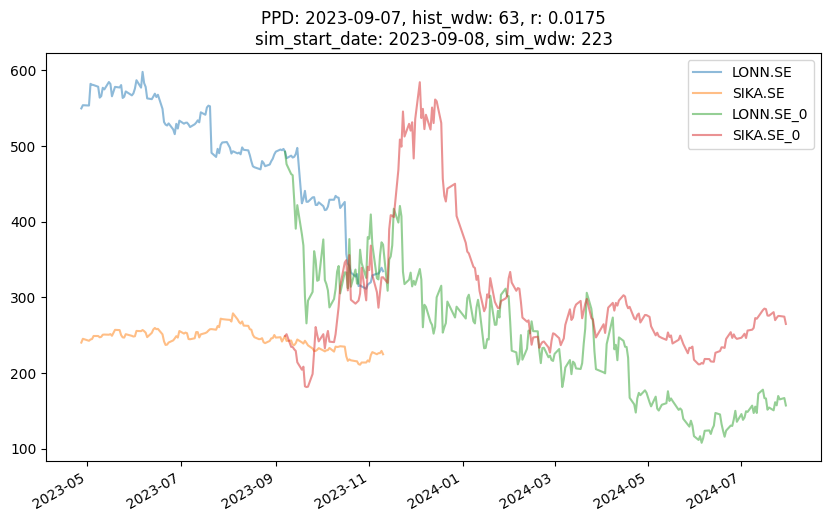 PPD: 2023-09-07, hist_wdw: 63, r: 0.0175
sim_start_date: 2023-09-08, sim_wdw: 223
LONN.SE
SIKA.SE
LONN.SE_0
SIKA.SE_0
600
500
400
300
200
100
2023-05
2023-07
2023-09
2023-11
2024-01
2024-03
2024-05
2024-07